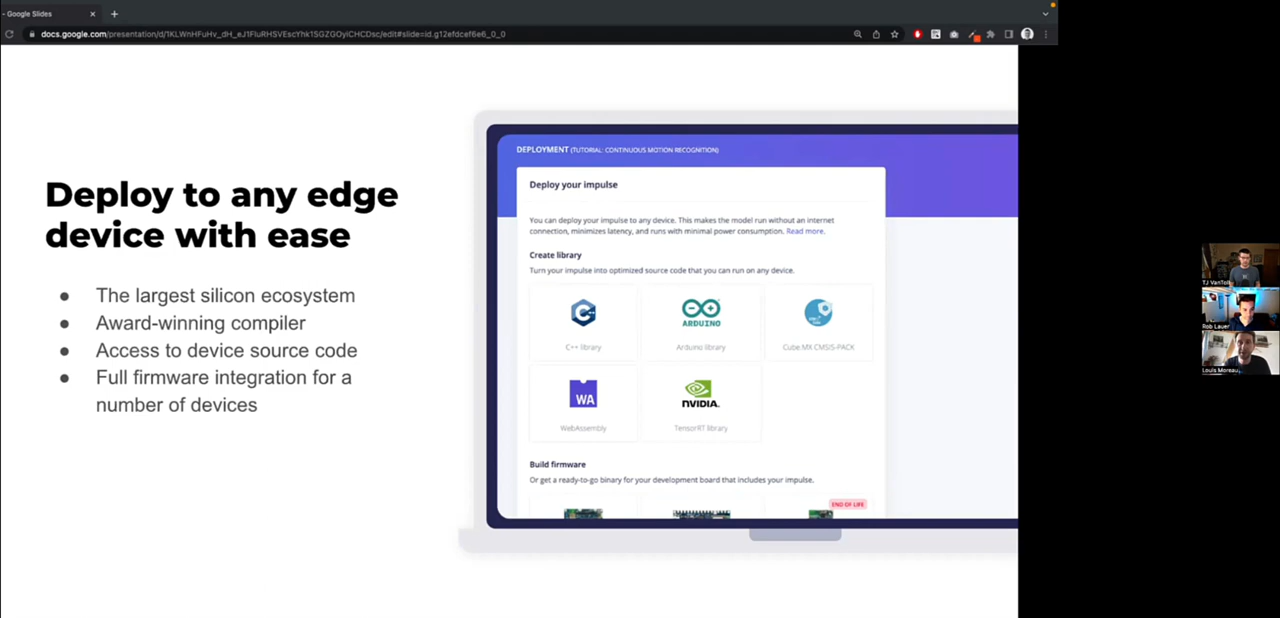 - Google Slides
docs.google.com/presentation/d/1KLWhHFuHv_dH_eJ1FluRHSVEscYhk1SGZGOyiCHCDsc/edit#slide=id.g12efdcef6e6_0_0
Deploy to any edge
device with ease
● The largest silicon ecosystem
● Award-winning compiler
● Access to device source code
● Full firmware integration for a
number of devices
DEPLOYMENT (TUTORIAL: CONTINUOUS MOTION RECOGNITION)
Deploy your impulse
You can deploy your impulse to any device. This makes the model run without an internet
connection, minimizes latency, and runs with minimal power consumption. Read more.
Create library
Turn your impulse into optimized source code that you can run on any device.
C++ library
ARDUINO
Arduino library
Cube.MX CMSIS-PACK
WA
WebAssembly
NVIDIA.
TensorRT library
Build firmware
Or get a ready-to-go binary for your development board that includes your impulse.
END OF LIFE
TJ VanToll
Rob Lauer
Louis Moreau